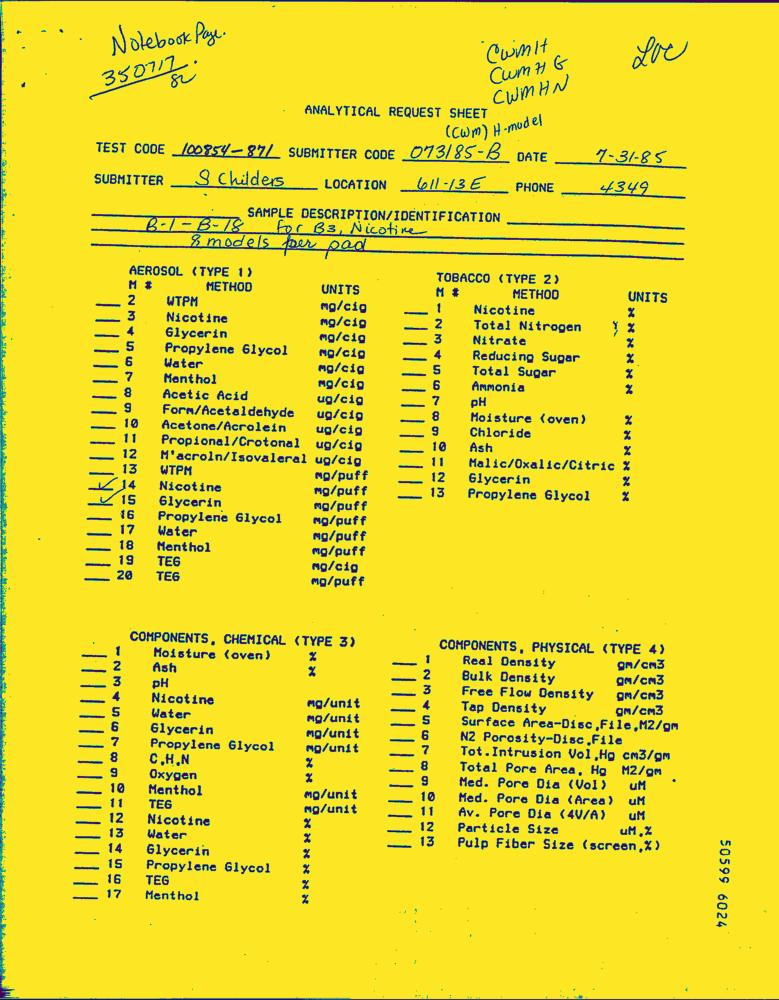 Notebook Page.
350717
82
CWMH
CWMHG
CWMHN
LVC
ANALYTICAL REQUEST SHEET
(CWM) H-model
TEST CODE 100854-871 SUBMITTER CODE 073185-B DATE 7-31-85
SUBMITTER S Childers LOCATION 611-13E PHONE 4349
SAMPLE DESCRIPTION/IDENTIFICATION
B-1-B-18 For B3, Nicotine
8 models per pad
AEROSOL (TYPE 1)
M # METHOD UNITS
2 WTPM mg/cig
3 Nicotine mg/cig
4 Glycerin mg/cig
5 Propylene Glycol mg/cig
6 Water mg/cig
7 Menthol mg/cig
8 Acetic Acid ug/cig
9 Form/Acetaldehyde ug/cig
10 Acetone/Acrolein ug/cig
11 Propional/Crotonal ug/cig
12 M'acroln/Isovaleral ug/cig
13 WTPM mg/puff
✓ 14 Nicotine mg/puff
✓ 15 Glycerin mg/puff
16 Propylene Glycol mg/puff
17 Water mg/puff
18 Menthol mg/puff
19 TEG mg/cig
20 TEG mg/puff
TOBACCO (TYPE 2)
M # METHOD UNITS
1 Nicotine %
2 Total Nitrogen %
3 Nitrate %
4 Reducing Sugar %
5 Total Sugar %
6 Ammonia %
7 pH
8 Moisture (oven) %
9 Chloride %
10 Ash %
11 Malic/Oxalic/Citric %
12 Glycerin %
13 Propylene Glycol %
COMPONENTS, CHEMICAL (TYPE 3)
1 Moisture (oven) %
2 Ash %
3 pH
4 Nicotine mg/unit
5 Water mg/unit
6 Glycerin mg/unit
7 Propylene Glycol mg/unit
8 C,H,N %
9 Oxygen %
10 Menthol mg/unit
11 TEG mg/unit
12 Nicotine %
13 Water %
14 Glycerin %
15 Propylene Glycol %
16 TEG %
17 Menthol %
COMPONENTS, PHYSICAL (TYPE 4)
1 Real Density gm/cm3
2 Bulk Density gm/cm3
3 Free Flow Density gm/cm3
4 Tap Density gm/cm3
5 Surface Area-Disc,File,M2/gm
6 N2 Porosity-Disc,File
7 Tot.Intrusion Vol,Hg cm3/gm
8 Total Pore Area, Hg M2/gm
9 Med. Pore Dia (Vol) uM
10 Med. Pore Dia (Area) uM
11 Av. Pore Dia (4V/A) uM
12 Particle Size uM,%
13 Pulp Fiber Size (screen,%)
50599 6024